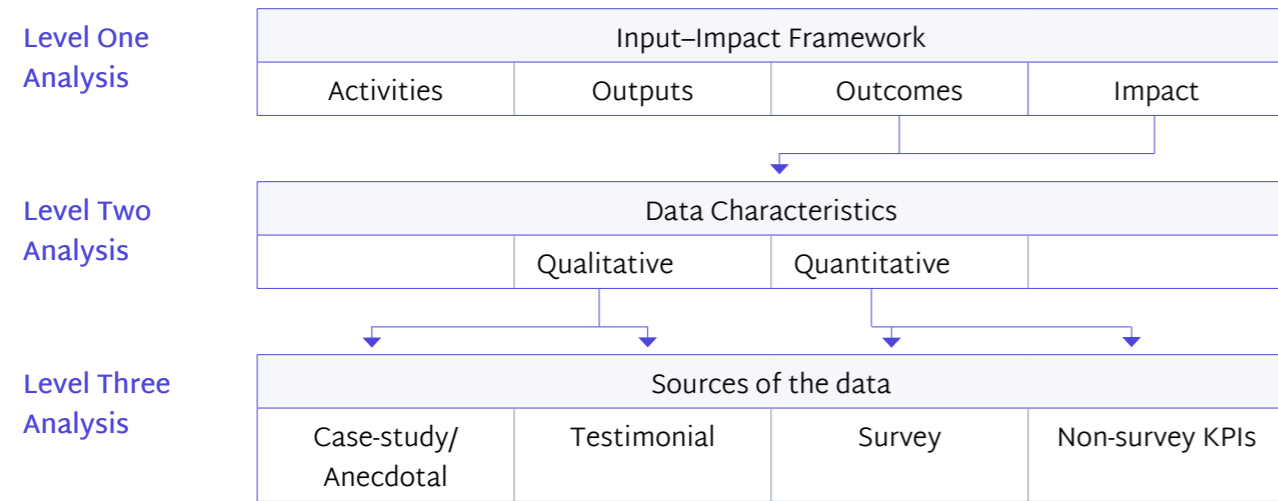 Level One
Analysis
Input–Impact Framework
Activities
Outputs
Outcomes
Impact
Level Two
Analysis
Data Characteristics
Qualitative
Quantitative
Level Three
Analysis
Sources of the data
Case-study/
Anecdotal
Testimonial
Survey
Non-survey KPIs